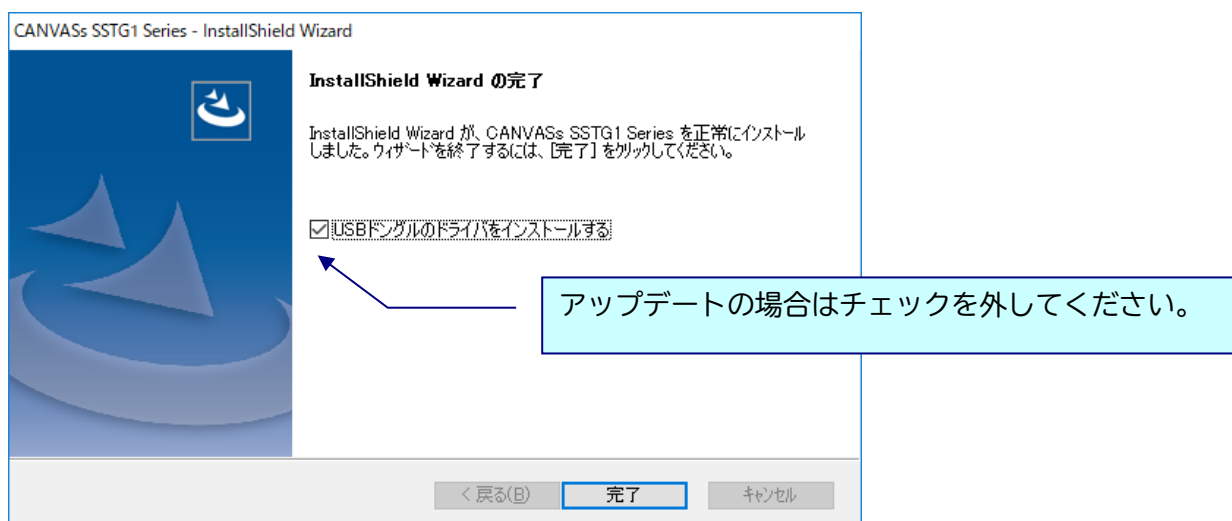 CANVASs SSTG1 Series - InstallShield Wizard
InstallShield Wizard の完了
InstallShield Wizard が、CANVASs SSTG1 Series を正常にインストール
しました。ウィザードを終了するには、[完了] をクリックしてください。
USBドングルのドライバをインストールする
アップデートの場合はチェックを外してください。
< 戻る(B)
完了
キャンセル